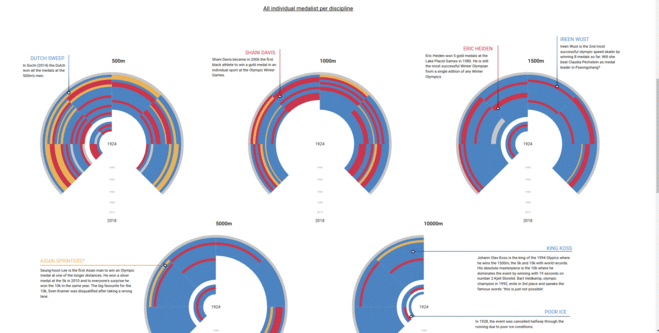 All individual medalist per discipline
DUTCH SWEEP
In Sochi (2014) the Dutch
won all the medals at the
500m men.
500m
SHANI DAVIS
Shani Davis became in 2006 the first
black athlete to win a gold medal in an
individual sport at the Olympic Winter
Games.
1000m
ERIC HEIDEN
Eric Heiden won 5 gold medals at the
Lake Placid Games in 1980. He is still
the most successful Winter Olympian
from a single edition of any Winter
Olympics.
1500m
IREEN WUST
Ireen Wust is the 2nd most
successful olympic speed skater by
winning 8 medals so far. Will she
beat Claudia Pechstein as medal
leader in Pyeongchang?
1924
2018
1924
2018
1924
2018
5000m
ASIAN SPRINTERS?
Seung-hoon Lee is the first Asian man to win an Olympic
medal at one of the longer distances. He won a silver
medal at the 5k in 2010 and to everyone's surprise he
won the 10k in the same year. The big favourite for the
10k, Sven Kramer was disqualified after taking a wrong
lane.
1924
10000m
1924
KING KOSS
Johann Olav Koss is the king of the 1994 Olympics where
he wins the 1500m, the 5k and 10k with world records.
His absolute masterpiece is the 10k where he
dominates the event by winning with 19 seconds on
number 2 Kjell Storelid. Bart Veldkamp, olympic
champion in 1992, ends in 3rd place and speaks the
famous words "this is just not possible'.
POOR ICE
In 1928, the event was cancelled halfway through the
running due to poor ice conditions.